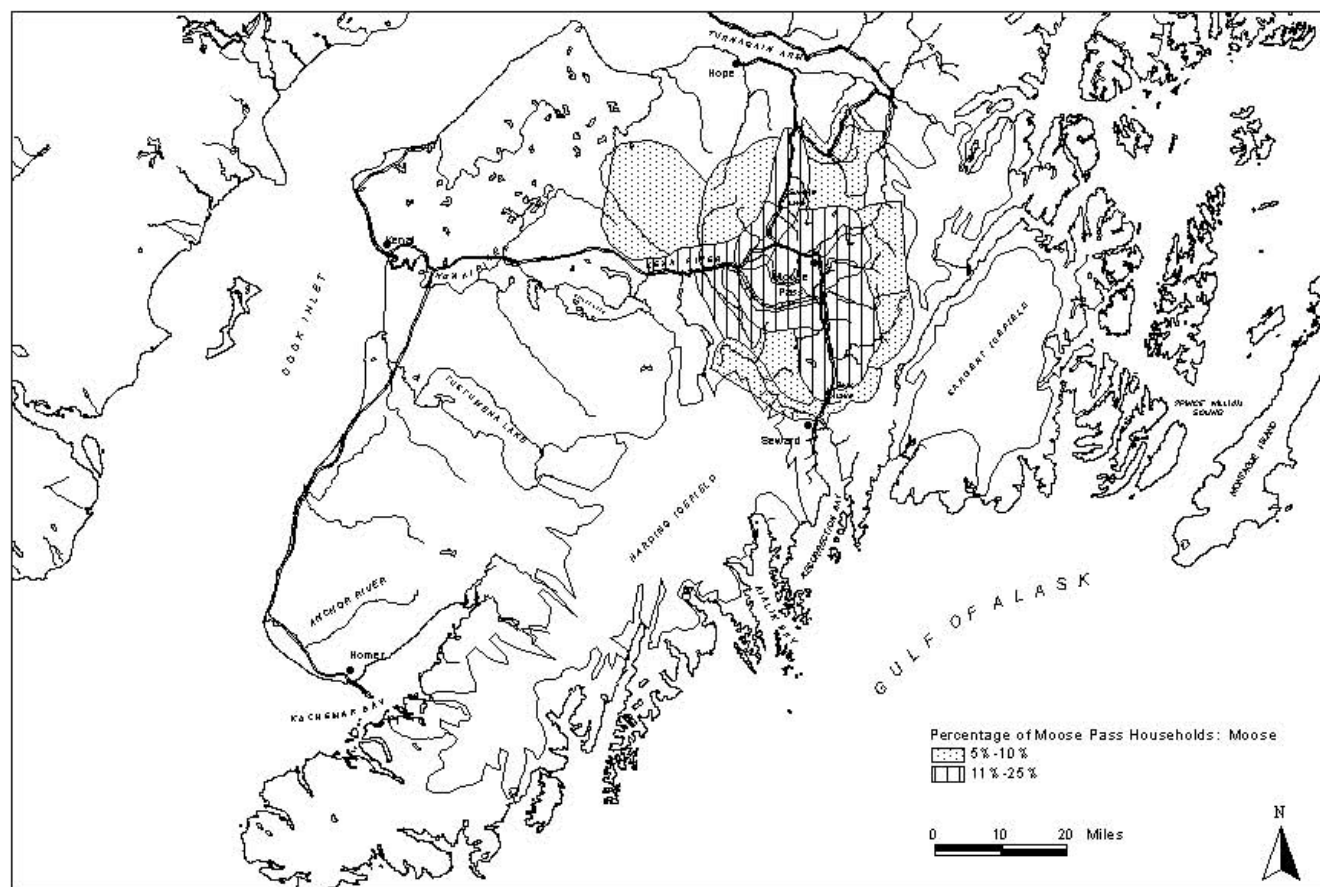 TURNAGAIN ARM
Hope
Kenai
KENAI RIVER
Moose
Pass
COOK INLET
TUSTUMENA LAKE
SARGENT ICEFIELD
PRINCE WILLIAM
SOUND
MONTAGUE ISLAND
Seward
HARDING ICEFIELD
RESURRECTION BAY
AIALIK BAY
ANCHOR RIVER
Homer
KACHEMAK BAY
GULF OF ALASK
Percentage of Moose Pass Households: Moose
5%-10%
11%-25%
N
0 10 20 Miles